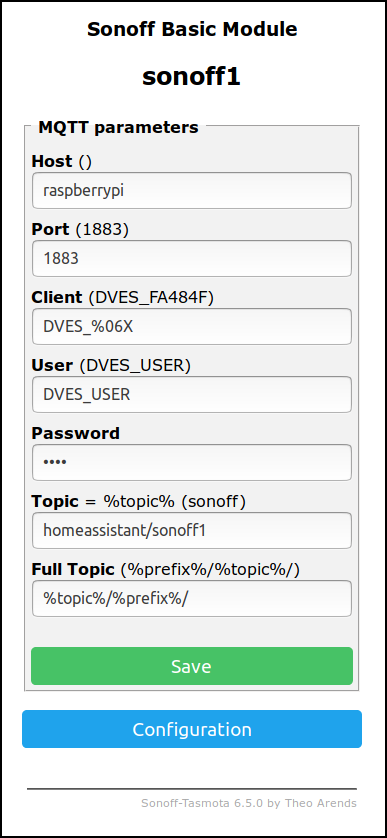 Sonoff Basic Module
sonoff1
MQTT parameters
Host ()
raspberrypi
Port (1883)
1883
Client (DVES_FA484F)
DVES_%06X
User (DVES_USER)
DVES_USER
Password
••••
Topic = %topic% (sonoff)
homeassistant/sonoff1
Full Topic (%prefix%/%topic%/)
%topic%/%prefix%/
Save
Configuration
Sonoff-Tasmota 6.5.0 by Theo Arends